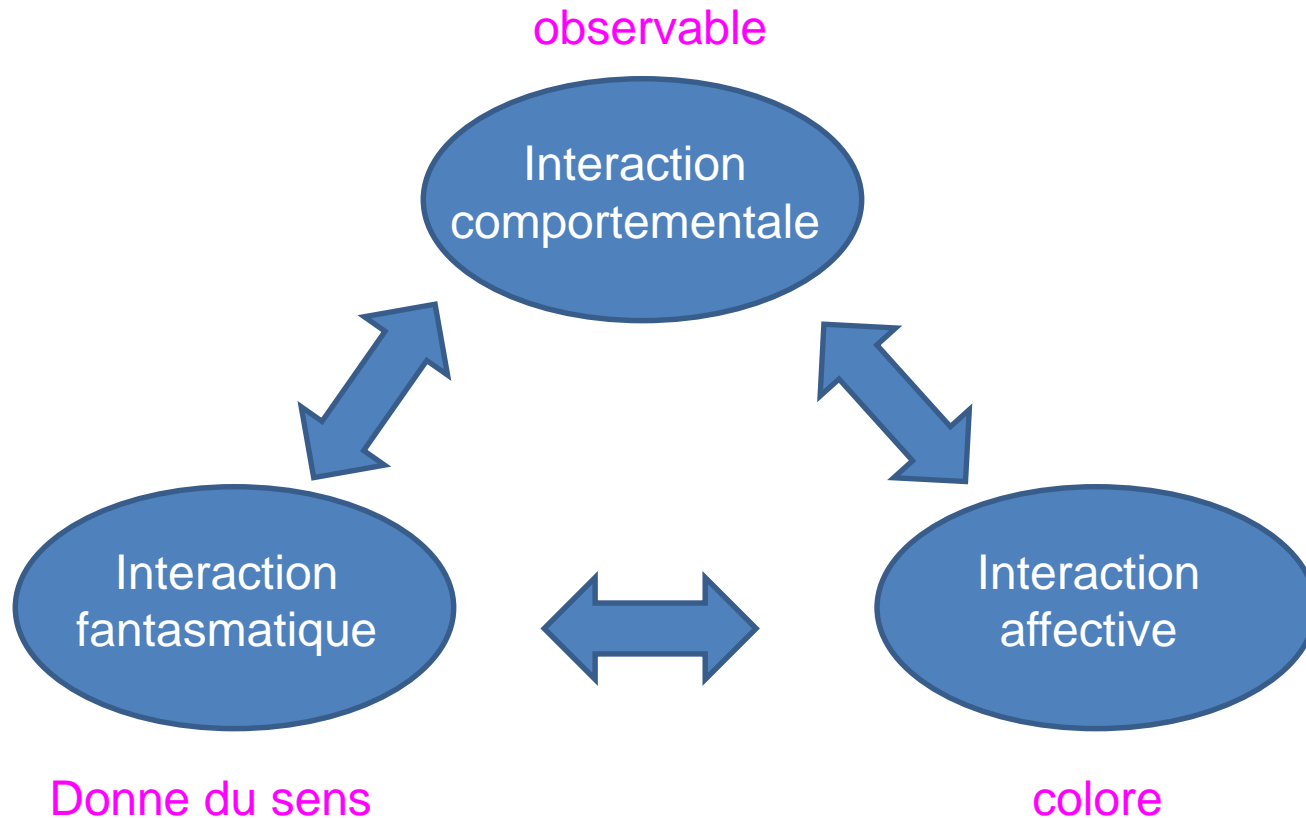 observable
Interaction
comportementale
Interaction
fantasmatique
Interaction
affective
Donne du sens
colore